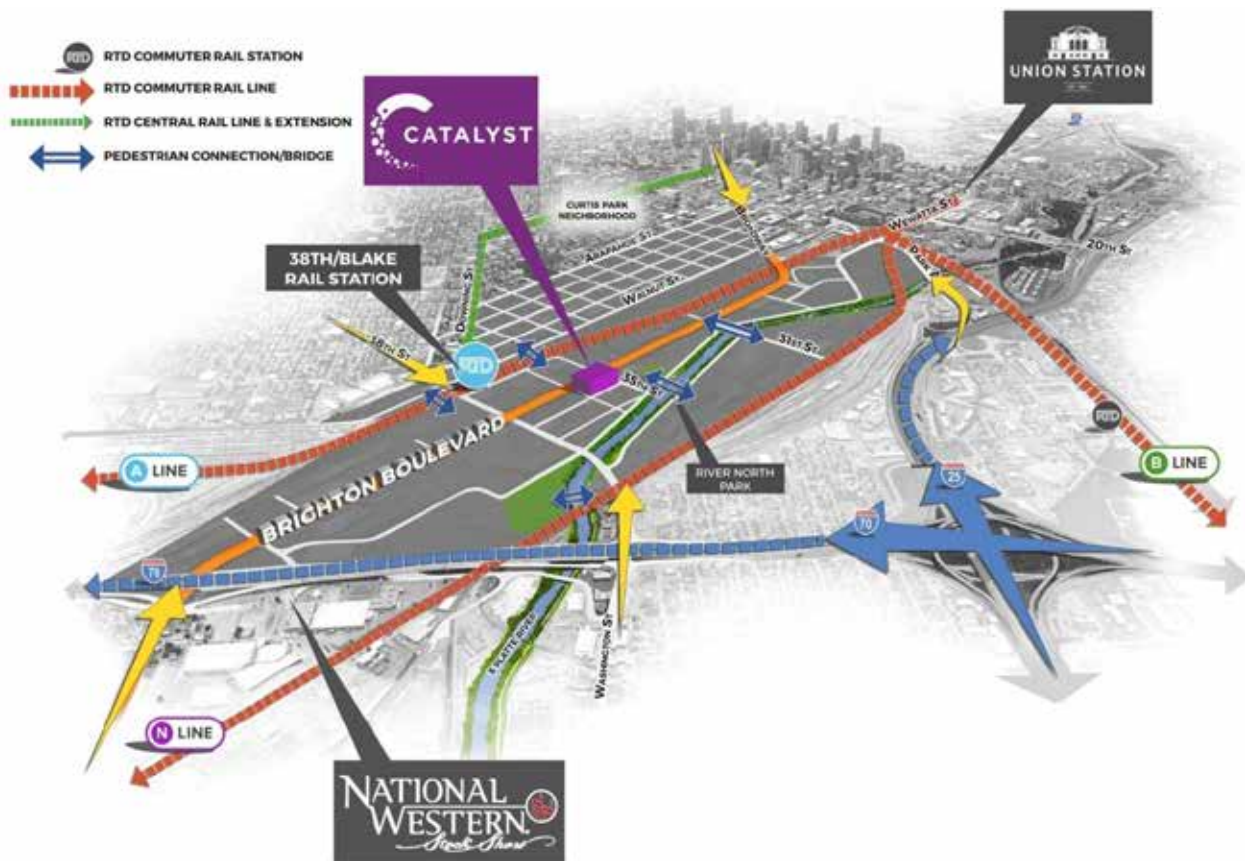 RTD
RTD COMMUTER RAIL STATION
RTD COMMUTER RAIL LINE
RTD CENTRAL RAIL LINE & EXTENSION
PEDESTRIAN CONNECTION/BRIDGE
UNION STATION
CATALYST
CURTIS PARK
NEIGHBORHOOD
BROADWAY
WEWATTA ST
20TH ST
PARK
ARAPAHOE ST
WALNUT ST
DOWNING ST
38TH/BLAKE
RAIL STATION
38TH ST
RTD
31ST ST
35TH ST
RIVER NORTH
PARK
RTD
B LINE
A LINE
BRIGHTON BOULEVARD
25
70
70
S PLATTE RIVER
WASHINGTON ST
N LINE
NATIONAL
WESTERN
Stock Show